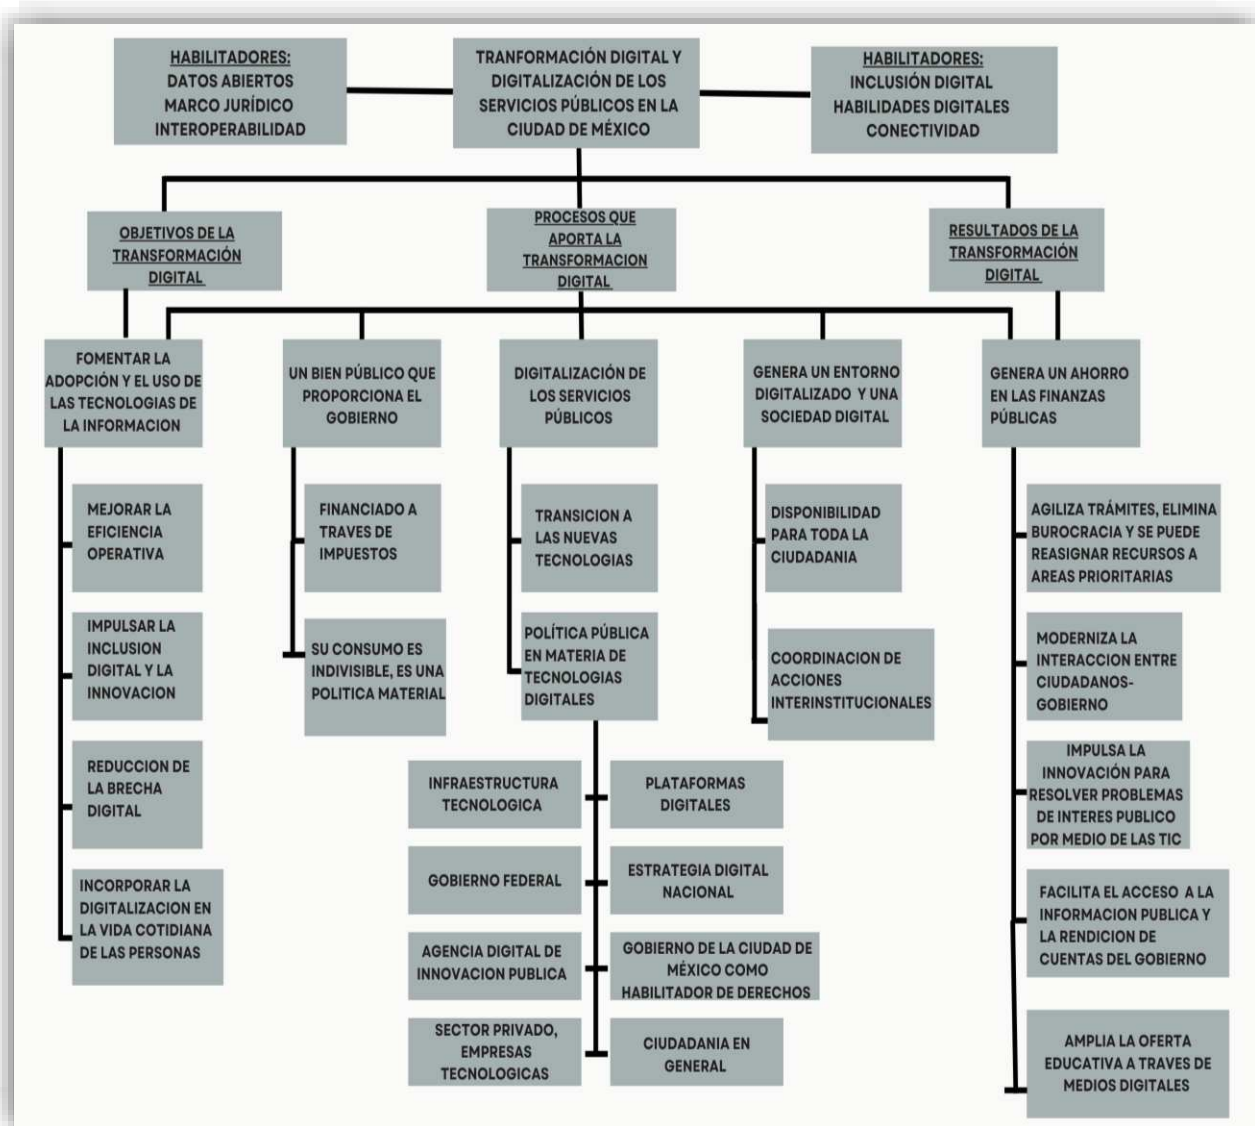 HABILITADORES:
DATOS ABIERTOS
MARCO JURÍDICO
INTEROPERABILIDAD
TRANFORMACIÓN DIGITAL Y
DIGITALIZACIÓN DE LOS
SERVICIOS PÚBLICOS EN LA
CIUDAD DE MÉXICO
HABILITADORES:
INCLUSIÓN DIGITAL
HABILIDADES DIGITALES
CONECTIVIDAD
OBJETIVOS DE LA
TRANSFORMACIÓN
DIGITAL
PROCESOS QUE
APORTA LA
TRANSFORMACION
DIGITAL
RESULTADOS DE LA
TRANSFORMACIÓN
DIGITAL
FOMENTAR LA
ADOPCIÓN Y EL USO DE
LAS TECNOLOGIAS DE
LA INFORMACION
UN BIEN PÚBLICO QUE
PROPORCIONA EL
GOBIERNO
DIGITALIZACIÓN DE
LOS SERVICIOS
PÚBLICOS
GENERA UN ENTORNO
DIGITALIZADO Y UNA
SOCIEDAD DIGITAL
GENERA UN AHORRO
EN LAS FINANZAS
PÚBLICAS
MEJORAR LA
EFICIENCIA
OPERATIVA
FINANCIADO A
TRAVES DE
IMPUESTOS
TRANSICION A
LAS NUEVAS
TECNOLOGIAS
DISPONIBILIDAD
PARA TODA LA
CIUDADANIA
AGILIZA TRÁMITES, ELIMINA
BUROCRACIA Y SE PUEDE
REASIGNAR RECURSOS A
AREAS PRIORITARIAS
IMPULSAR LA
INCLUSION
DIGITAL Y LA
INNOVACION
SU CONSUMO ES
INDIVISIBLE, ES UNA
POLITICA MATERIAL
POLÍTICA PÚBLICA
EN MATERIA DE
TECNOLOGIAS
DIGITALES
COORDINACION DE
ACCIONES
INTERINSTITUCIONALES
MODERNIZA LA
INTERACCION ENTRE
CIUDADANOS-
GOBIERNO
REDUCCION DE
LA BRECHA
DIGITAL
INFRAESTRUCTURA
TECNOLOGICA
PLATAFORMAS
DIGITALES
IMPULSA LA
INNOVACIÓN PARA
RESOLVER PROBLEMAS
DE INTERES PUBLICO
POR MEDIO DE LAS TIC
INCORPORAR LA
DIGITALIZACION EN
LA VIDA COTIDIANA
DE LAS PERSONAS
GOBIERNO FEDERAL
ESTRATEGIA DIGITAL
NACIONAL
FACILITA EL ACCESO A LA
INFORMACION PUBLICA Y
LA RENDICION DE
CUENTAS DEL GOBIERNO
AGENCIA DIGITAL DE
INNOVACION PUBLICA
GOBIERNO DE LA CIUDAD DE
MÉXICO COMO
HABILITADOR DE DERECHOS
SECTOR PRIVADO,
EMPRESAS
TECNOLOGICAS
CIUDADANIA EN
GENERAL
AMPLIA LA OFERTA
EDUCATIVA A TRAVES DE
MEDIOS DIGITALES